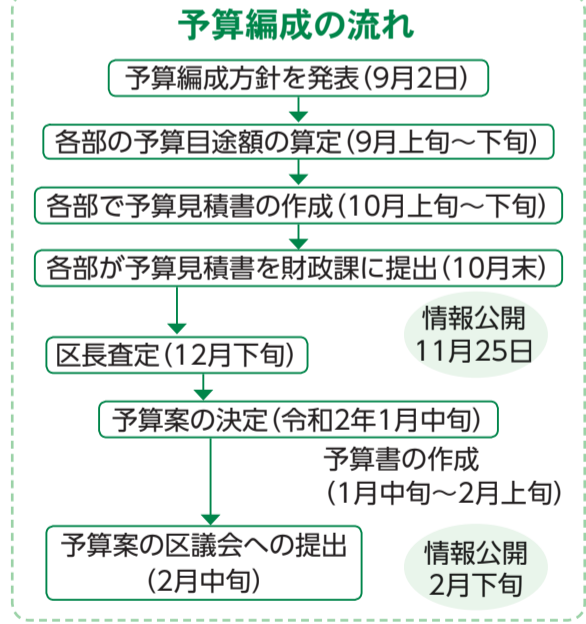 予算編成の流れ
予算編成方針を発表(9月2日)
各部の予算目途額の算定(9月上旬～下旬)
各部で予算見積書の作成(10月上旬～下旬)
各部が予算見積書を財政課に提出(10月末)
情報公開
11月25日
区長査定(12月下旬)
予算案の決定(令和2年1月中旬)
予算書の作成
(1月中旬～2月上旬)
予算案の区議会への提出
(2月中旬)
情報公開
2月下旬